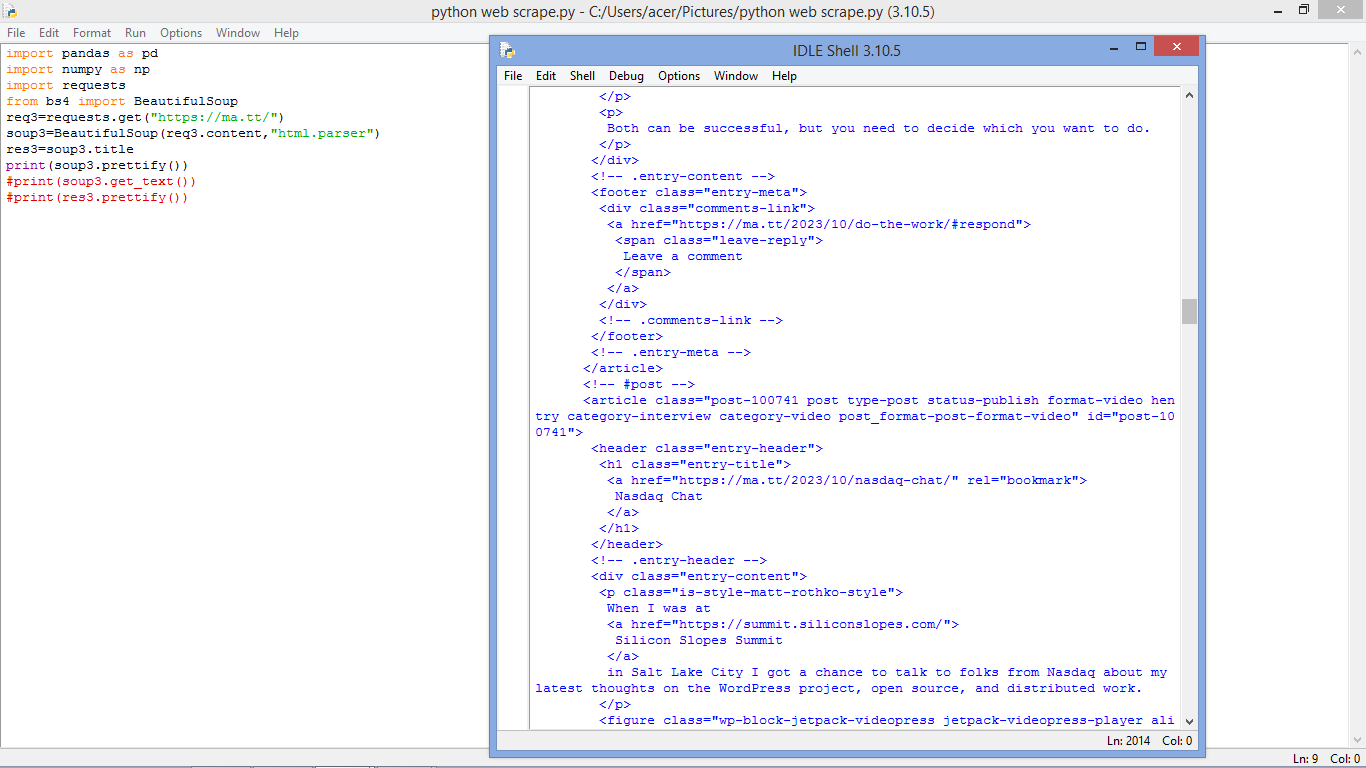 python web scrape.py - C:/Users/acer/Pictures/python web scrape.py (3.10.5)
File Edit Format Run Options Window Help
import pandas as pd
import numpy as np
import requests
from bs4 import BeautifulSoup
req3=requests.get("https://ma.tt/")
soup3=BeautifulSoup(req3.content,"html.parser")
res3=soup3.title
print(soup3.prettify())
#print(soup3.get_text())
#print(res3.prettify())
IDLE Shell 3.10.5
File Edit Shell Debug Options Window Help
</p>
<p>
Both can be successful, but you need to decide which you want to do.
</p>
</div>
<!-- .entry-content -->
<footer class="entry-meta">
<div class="comments-link">
<a href="https://ma.tt/2023/10/do-the-work/#respond">
<span class="leave-reply">
Leave a comment
</span>
</a>
</div>
<!-- .comments-link -->
</footer>
<!-- .entry-meta -->
</article>
<!-- #post -->
<article class="post-100741 post type-post status-publish format-video hen
try category-interview category-video post_format-post-format-video" id="post-10
0741">
<header class="entry-header">
<h1 class="entry-title">
<a href="https://ma.tt/2023/10/nasdaq-chat/" rel="bookmark">
Nasdaq Chat
</a>
</h1>
</header>
<!-- .entry-header -->
<div class="entry-content">
<p class="is-style-matt-rothko-style">
When I was at
<a href="https://summit.siliconslopes.com/">
Silicon Slopes Summit
</a>
in Salt Lake City I got a chance to talk to folks from Nasdaq about my
latest thoughts on the WordPress project, open source, and distributed work.
</p>
<figure class="wp-block-jetpack-videopress jetpack-videopress-player ali
Ln: 2014 Col: 0
Ln: 9 Col: 0